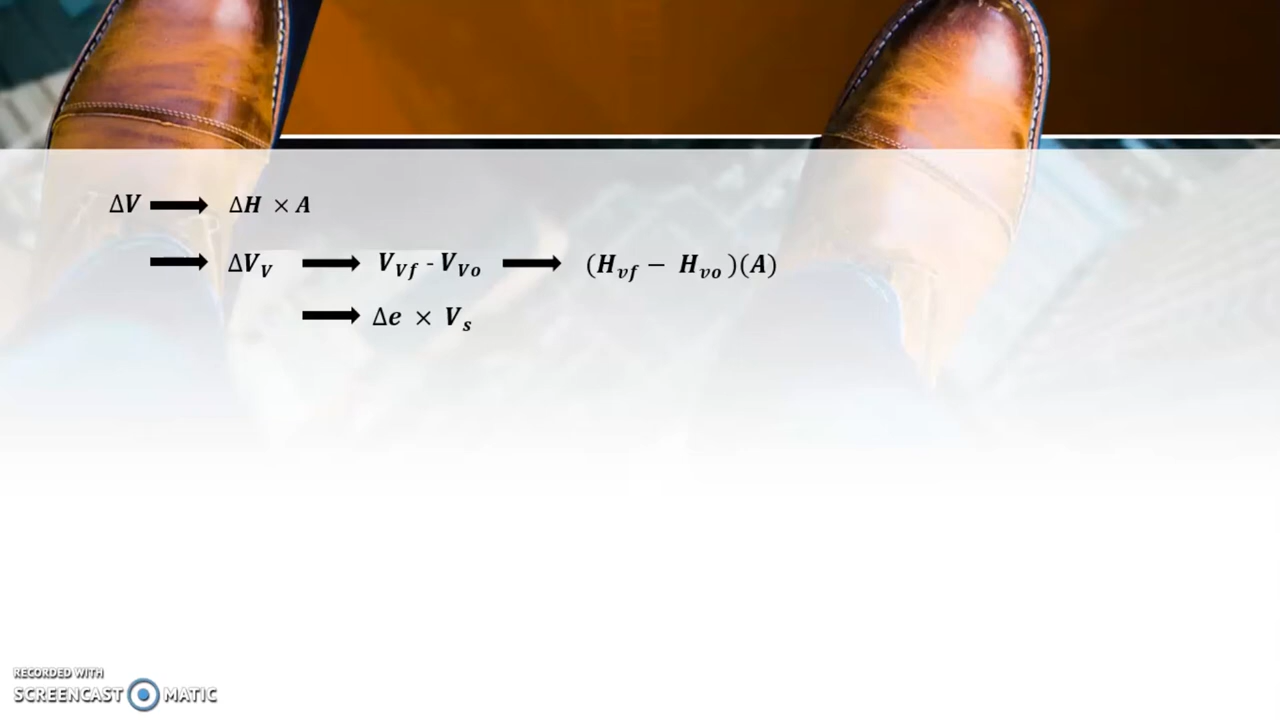 ΔV → ΔH × A
→ ΔV_V → V_Vf - V_Vo → (H_vf − H_vo)(A)
→ Δe × V_s
RECORDED WITH
SCREENCAST MATIC